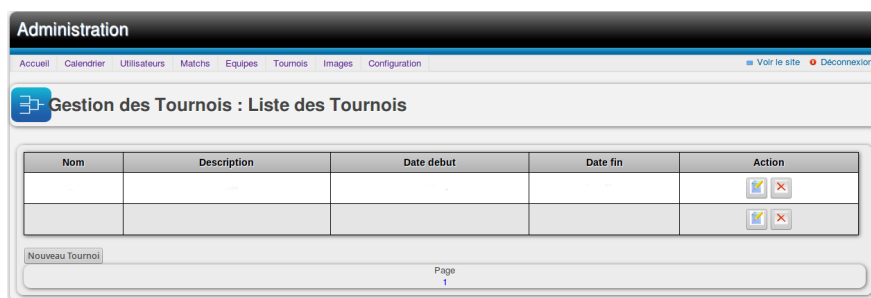 Administration
Accueil Calendrier Utilisateurs Matchs Equipes Tournois Images Configuration Voir le site Déconnexion
Gestion des Tournois : Liste des Tournois
Nom Description Date debut Date fin Action
Nouveau Tournoi
Page
1